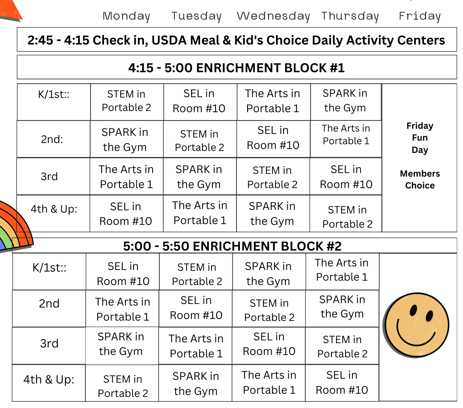 Monday Tuesday Wednesday Thursday Friday
2:45 - 4:15 Check in, USDA Meal & Kid's Choice Daily Activity Centers
4:15 - 5:00 ENRICHMENT BLOCK #1
K/1st:: STEM in Portable 2 SEL in Room #10 The Arts in Portable 1 SPARK in the Gym
2nd: SPARK in the Gym STEM in Portable 2 SEL in Room #10 The Arts in Portable 1
3rd The Arts in Portable 1 SPARK in the Gym STEM in Portable 2 SEL in Room #10
4th & Up: SEL in Room #10 The Arts in Portable 1 SPARK in the Gym STEM in Portable 2
Friday
Fun
Day
Members
Choice
5:00 - 5:50 ENRICHMENT BLOCK #2
K/1st:: SEL in Room #10 STEM in Portable 2 SPARK in the Gym The Arts in Portable 1
2nd The Arts in Portable 1 SEL in Room #10 STEM in Portable 2 SPARK in the Gym
3rd SPARK in the Gym The Arts in Portable 1 SEL in Room #10 STEM in Portable 2
4th & Up: STEM in Portable 2 SPARK in the Gym The Arts in Portable 1 SEL in Room #10